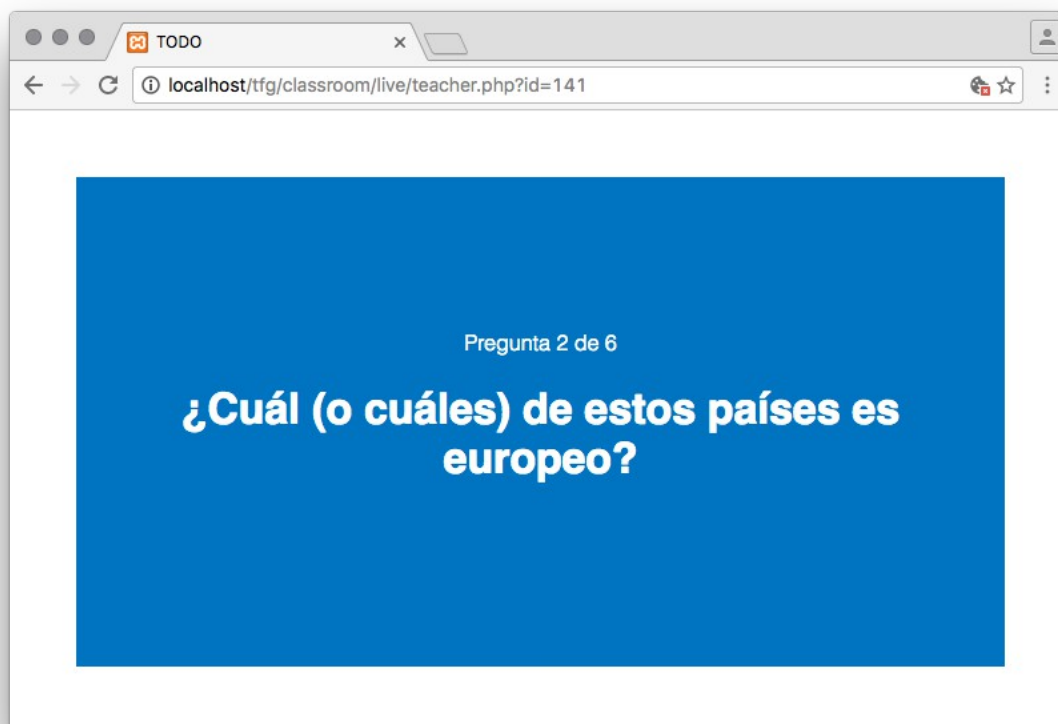 TODO
localhost/tfg/classroom/live/teacher.php?id=141
Pregunta 2 de 6
¿Cuál (o cuáles) de estos países es
europeo?